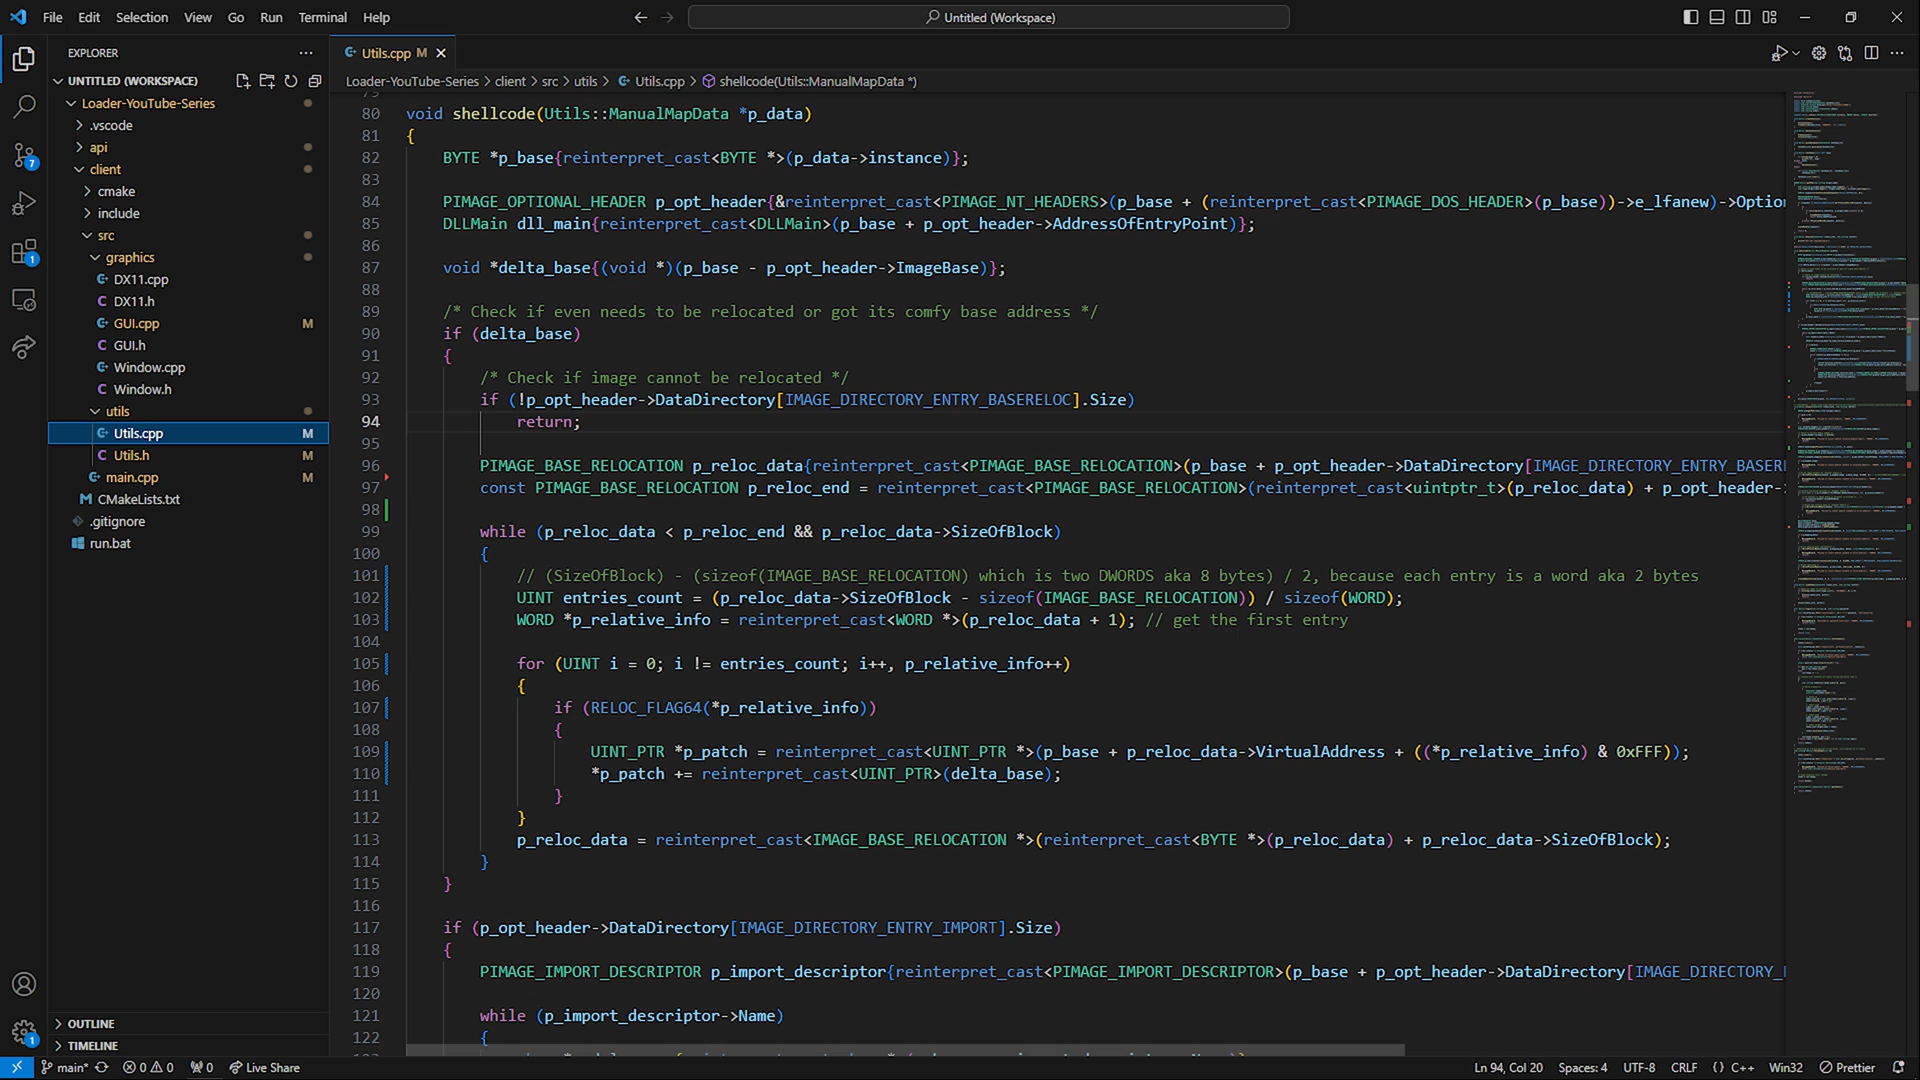 File Edit Selection View Go Run Terminal Help
Untitled (Workspace)
EXPLORER
UNTITLED (WORKSPACE)
Loader-YouTube-Series
.vscode
api
client
cmake
include
src
graphics
DX11.cpp
DX11.h
GUI.cpp M
GUI.h
Window.cpp
Window.h
utils
Utils.cpp M
Utils.h M
main.cpp M
CMakeLists.txt
.gitignore
run.bat
OUTLINE
TIMELINE
7
1
1
Utils.cpp M
Loader-YouTube-Series > client > src > utils > Utils.cpp > shellcode(Utils::ManualMapData *)
80 void shellcode(Utils::ManualMapData *p_data)
81 {
82 BYTE *p_base{reinterpret_cast<BYTE *>(p_data->instance)};
83
84 PIMAGE_OPTIONAL_HEADER p_opt_header{&reinterpret_cast<PIMAGE_NT_HEADERS>(p_base + (reinterpret_cast<PIMAGE_DOS_HEADER>(p_base))->e_lfanew)->Option
85 DLLMain dll_main{reinterpret_cast<DLLMain>(p_base + p_opt_header->AddressOfEntryPoint)};
86
87 void *delta_base{(void *)(p_base - p_opt_header->ImageBase)};
88
89 /* Check if even needs to be relocated or got its comfy base address */
90 if (delta_base)
91 {
92 /* Check if image cannot be relocated */
93 if (!p_opt_header->DataDirectory[IMAGE_DIRECTORY_ENTRY_BASERELOC].Size)
94 return;
95
96 PIMAGE_BASE_RELOCATION p_reloc_data{reinterpret_cast<PIMAGE_BASE_RELOCATION>(p_base + p_opt_header->DataDirectory[IMAGE_DIRECTORY_ENTRY_BASERE
97 const PIMAGE_BASE_RELOCATION p_reloc_end = reinterpret_cast<PIMAGE_BASE_RELOCATION>(reinterpret_cast<uintptr_t>(p_reloc_data) + p_opt_header->
98
99 while (p_reloc_data < p_reloc_end && p_reloc_data->SizeOfBlock)
100 {
101 // (SizeOfBlock) - (sizeof(IMAGE_BASE_RELOCATION) which is two DWORDS aka 8 bytes) / 2, because each entry is a word aka 2 bytes
102 UINT entries_count = (p_reloc_data->SizeOfBlock - sizeof(IMAGE_BASE_RELOCATION)) / sizeof(WORD);
103 WORD *p_relative_info = reinterpret_cast<WORD *>(p_reloc_data + 1); // get the first entry
104
105 for (UINT i = 0; i != entries_count; i++, p_relative_info++)
106 {
107 if (RELOC_FLAG64(*p_relative_info))
108 {
109 UINT_PTR *p_patch = reinterpret_cast<UINT_PTR *>(p_base + p_reloc_data->VirtualAddress + ((*p_relative_info) & 0xFFF));
110 *p_patch += reinterpret_cast<UINT_PTR>(delta_base);
111 }
112 }
113 p_reloc_data = reinterpret_cast<IMAGE_BASE_RELOCATION *>(reinterpret_cast<BYTE *>(p_reloc_data) + p_reloc_data->SizeOfBlock);
114 }
115 }
116
117 if (p_opt_header->DataDirectory[IMAGE_DIRECTORY_ENTRY_IMPORT].Size)
118 {
119 PIMAGE_IMPORT_DESCRIPTOR p_import_descriptor{reinterpret_cast<PIMAGE_IMPORT_DESCRIPTOR>(p_base + p_opt_header->DataDirectory[IMAGE_DIRECTORY_
120
121 while (p_import_descriptor->Name)
122 {
main* 0 0 0 Live Share
Ln 94, Col 20 Spaces: 4 UTF-8 CRLF {} C++ Win32 Prettier